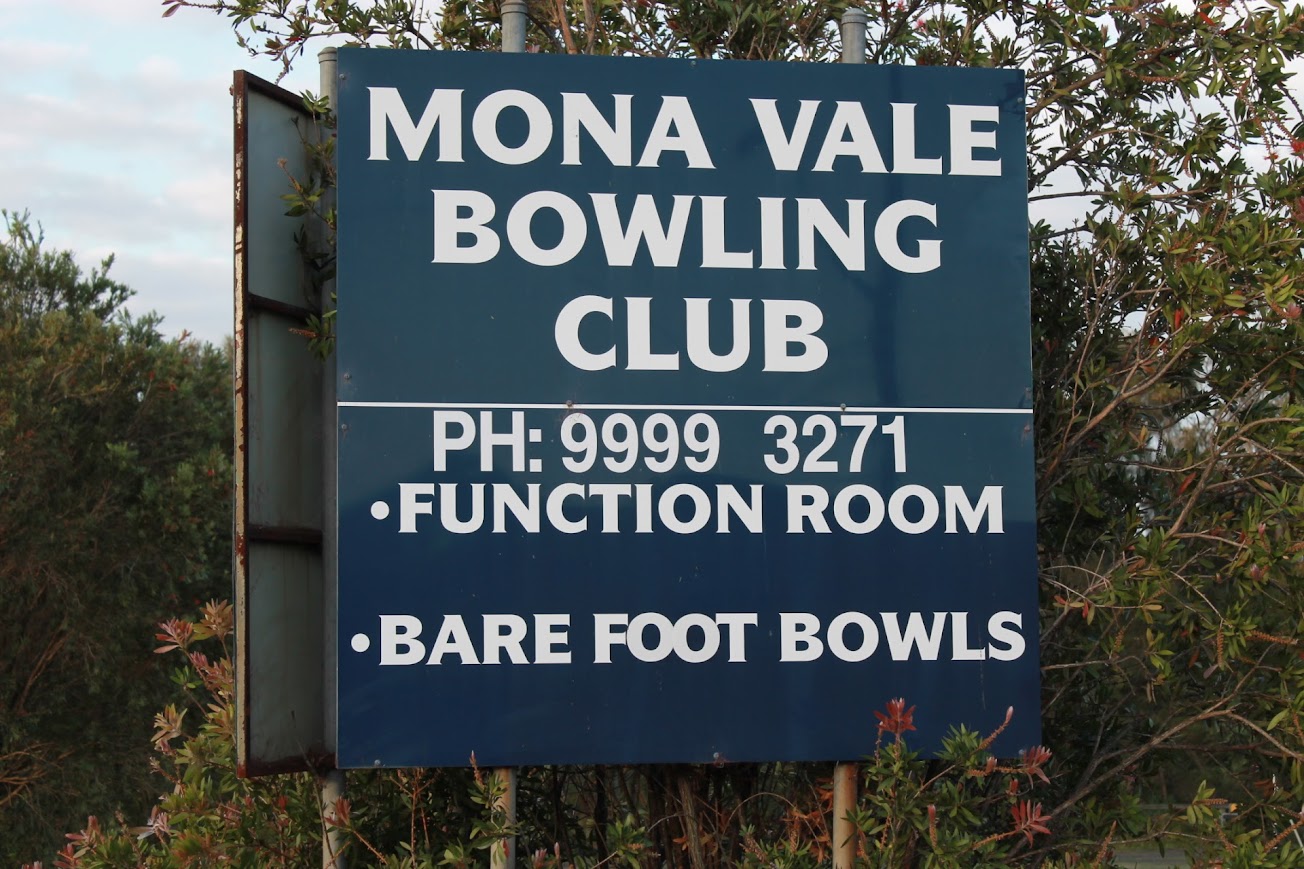 MONA VALE
BOWLING
CLUB
PH: 9999 3271
•FUNCTION ROOM
•BARE FOOT BOWLS